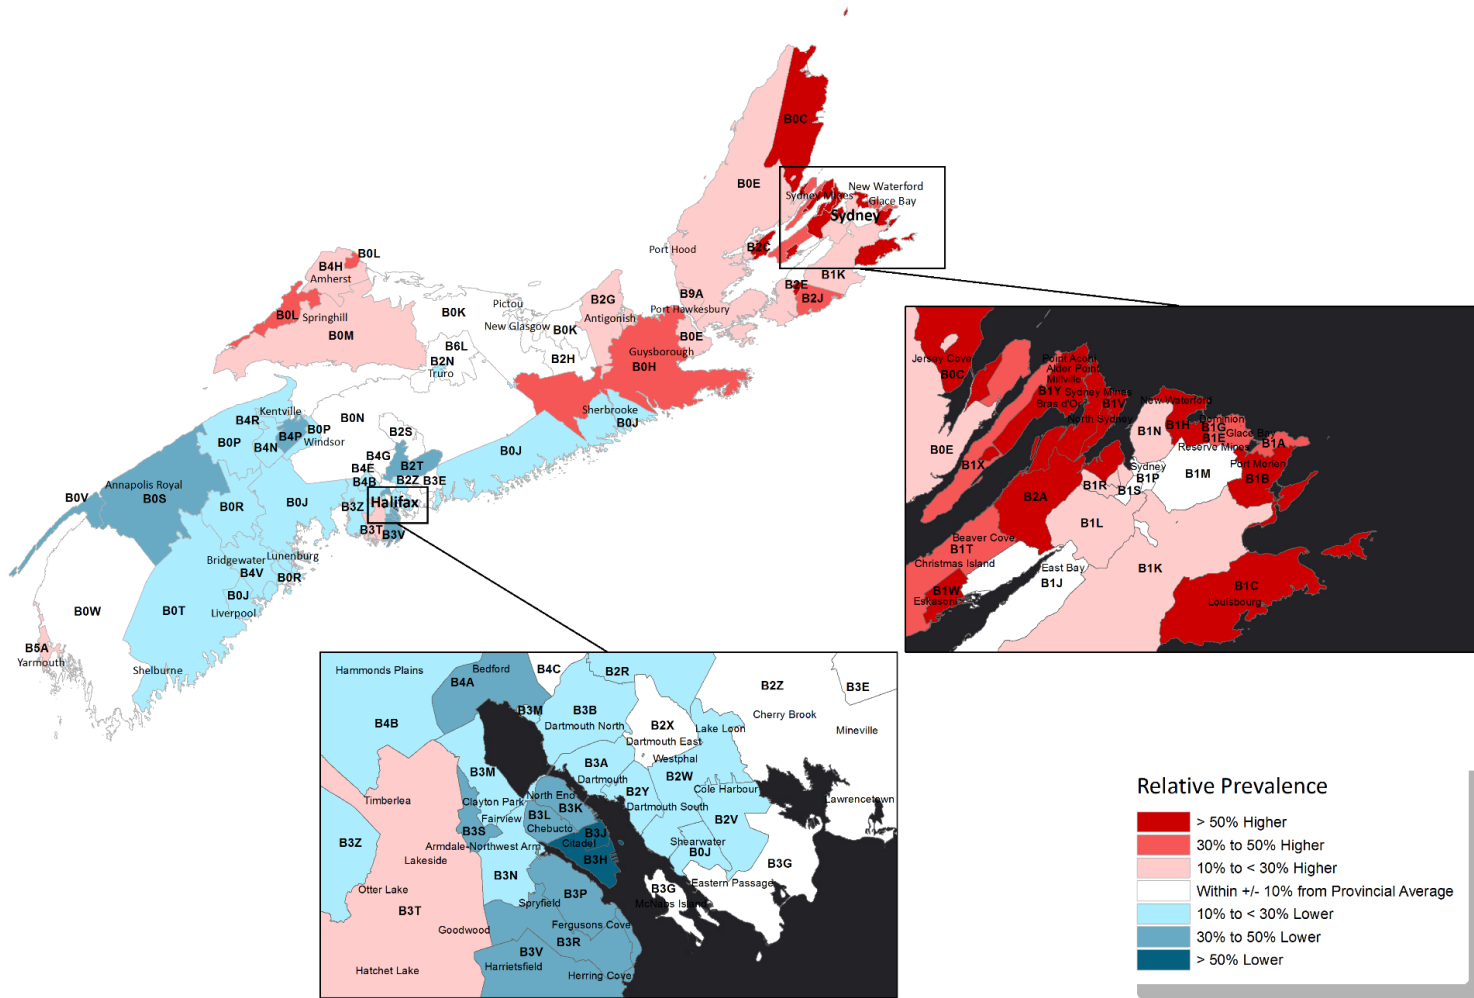 B0C
B0E
New Waterford
Sydney Mines
Glace Bay
Sydney
B2C
Port Hood
B0L
B4H
Amherst
B1K
B2E
B2J
B9A
Port Hawkesbury
B2G
Antigonish
Pictou
B0K
New Glasgow
B0K
B0L
Springhill
B0M
B0E
Guysborough
B0H
B6L
B2N
Truro
B2H
Sherbrooke
B0J
Kentville
B4R
B0N
B0P
B4P
B0P
Windsor
B4N
B2S
B0J
B4G
B4E
B2T
B4B
B2Z
B3E
Annapolis Royal
B0V
B0S
B0R
B0J
B3Z
Halifax
B3T
B3V
Bridgewater
Lunenburg
B4V
B0R
B0J
Liverpool
B0W
B0T
B5A
Yarmouth
Shelburne
Jersey Cove
B0C
Point Aconi
Alder Point
Millville
B1Y
Sydney Mines
Bras d'Or
B1V
North Sydney
New Waterford
B1N
B1H
Dominion
B1G
B1E
Glace Bay
B1A
Reserve Mines
B0E
B1X
Sydney
B1P
B1M
Port Morien
B1B
B2A
B1R
B1S
B1L
Beaver Cove
B1T
Christmas Island
East Bay
B1J
B1K
B1W
Eskasoni
B1C
Louisbourg
Hammonds Plains
Bedford
B4A
B4C
B2R
B2Z
B3E
B4B
B3M
B3B
Dartmouth North
B2X
Dartmouth East
Lake Loon
Cherry Brook
Mineville
Westphal
B3M
B3A
Dartmouth
B2W
Timberlea
Clayton Park
North End
B2Y
Cole Harbour
Lawrencetown
Fairview
B3L
B3K
Dartmouth South
B2V
B3S
Chebucto
B3J
Armdale-Northwest Arm
Citadel
Shearwater
B3Z
Lakeside
B3H
B0J
B3G
B3N
Otter Lake
B3P
B3G
Eastern Passage
Spryfield
McNabs Island
B3T
Goodwood
Fergusons Cove
B3R
B3V
Hatchet Lake
Harrietsfield
Herring Cove
Relative Prevalence
> 50% Higher
30% to 50% Higher
10% to < 30% Higher
Within +/- 10% from Provincial Average
10% to < 30% Lower
30% to 50% Lower
> 50% Lower